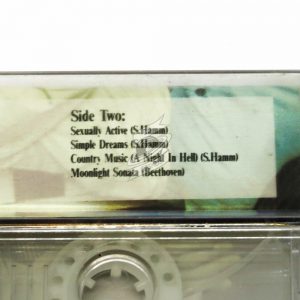 Side Two:
Sexually Active (S.Hamm)
Simple Dreams (S.Hamm)
Country Music (A Night In Hell) (S.Hamm)
Moonlight Sonata (Beethoven)